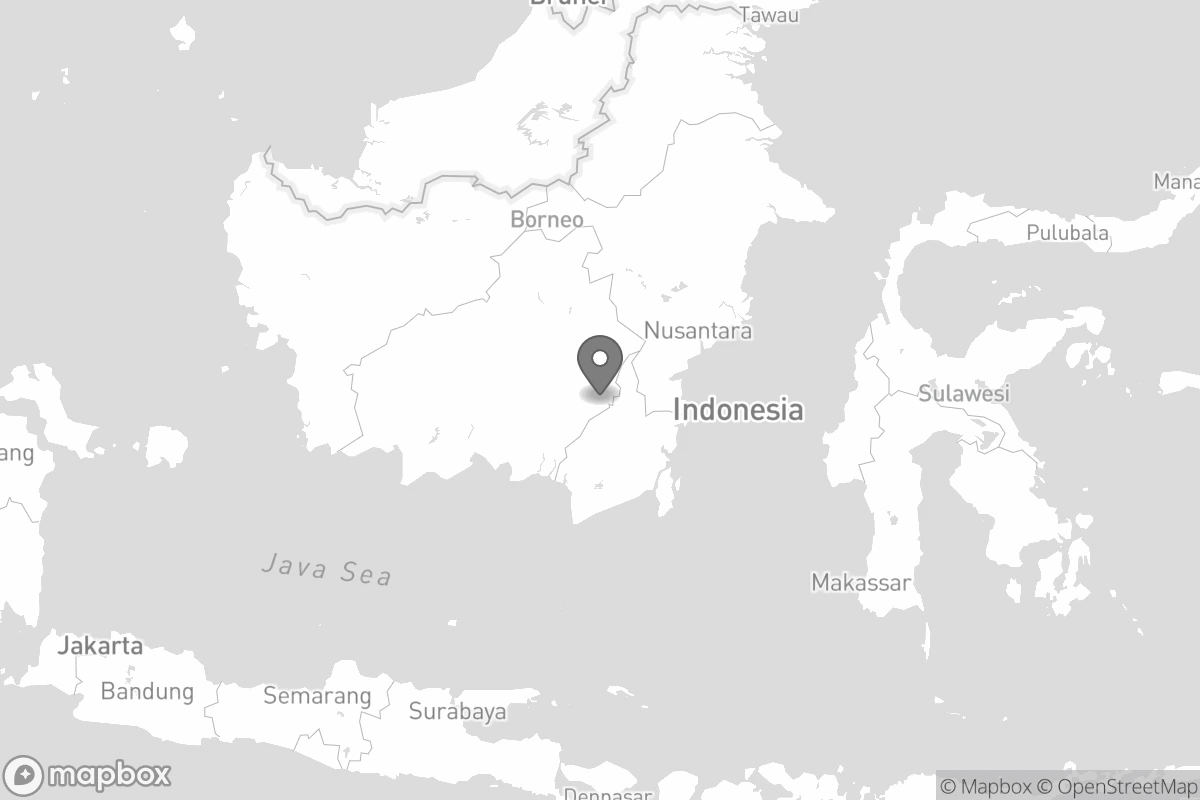 Brunei
Tawau
Mana
Borneo
Pulubala
Nusantara
Sulawesi
Indonesia
ang
Java Sea
Makassar
Jakarta
Bandung
Semarang
Surabaya
Denpasar
mapbox
© Mapbox © OpenStreetMap